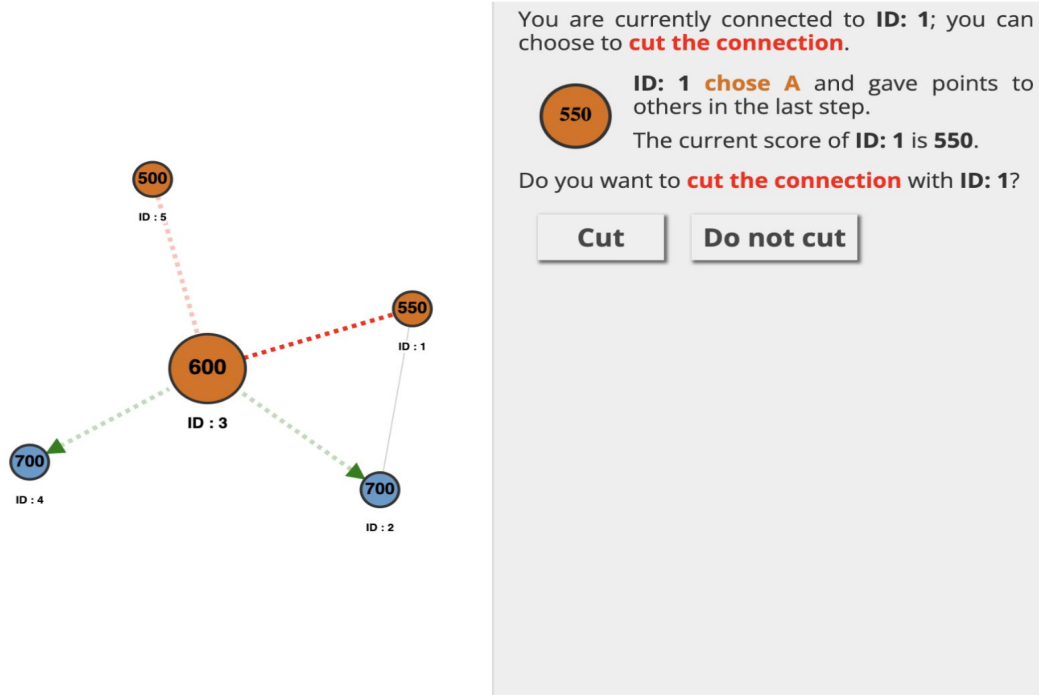 You are currently connected to ID: 1; you can
choose to cut the connection.
550
ID: 1 chose A and gave points to
others in the last step.
The current score of ID: 1 is 550.
Do you want to cut the connection with ID: 1?
Cut
Do not cut
500
ID : 5
550
ID : 1
600
ID : 3
700
ID : 4
700
ID : 2